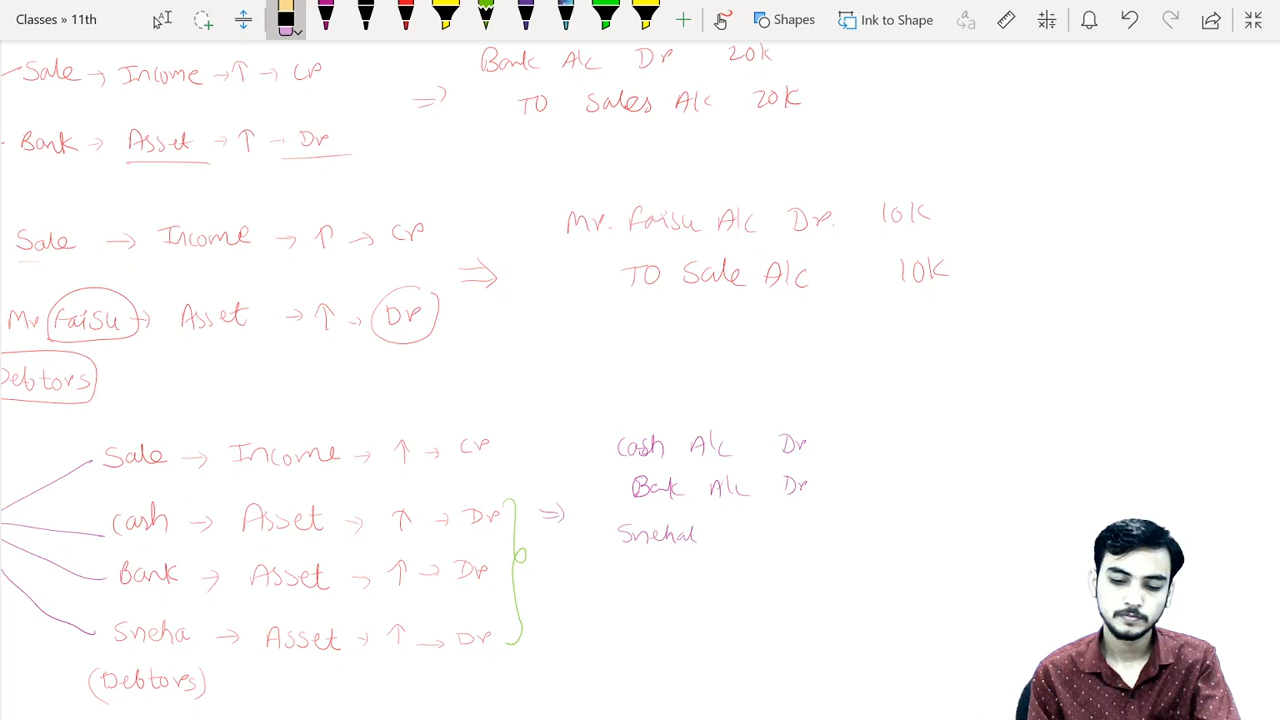 Classes » 11th
Shapes
Ink to Shape
Sale → Income → ↑ → Cr
Bank → Asset → ↑ → Dr
⇒
Bank A/c Dr 20k
To Sales A/c 20k
Sale → Income → ↑ → Cr
Mr Faisu → Asset → ↑ → Dr
Debtors
⇒
Mr. Faisu A/c Dr. 10k
To Sale A/c 10k
Sale → Income → ↑ → Cr
Cash → Asset → ↑ → Dr
Bank → Asset → ↑ → Dr
Sneha → Asset → ↑ → Dr
(Debtors)
⇒
Cash A/c Dr
Bank A/c Dr
Snehal